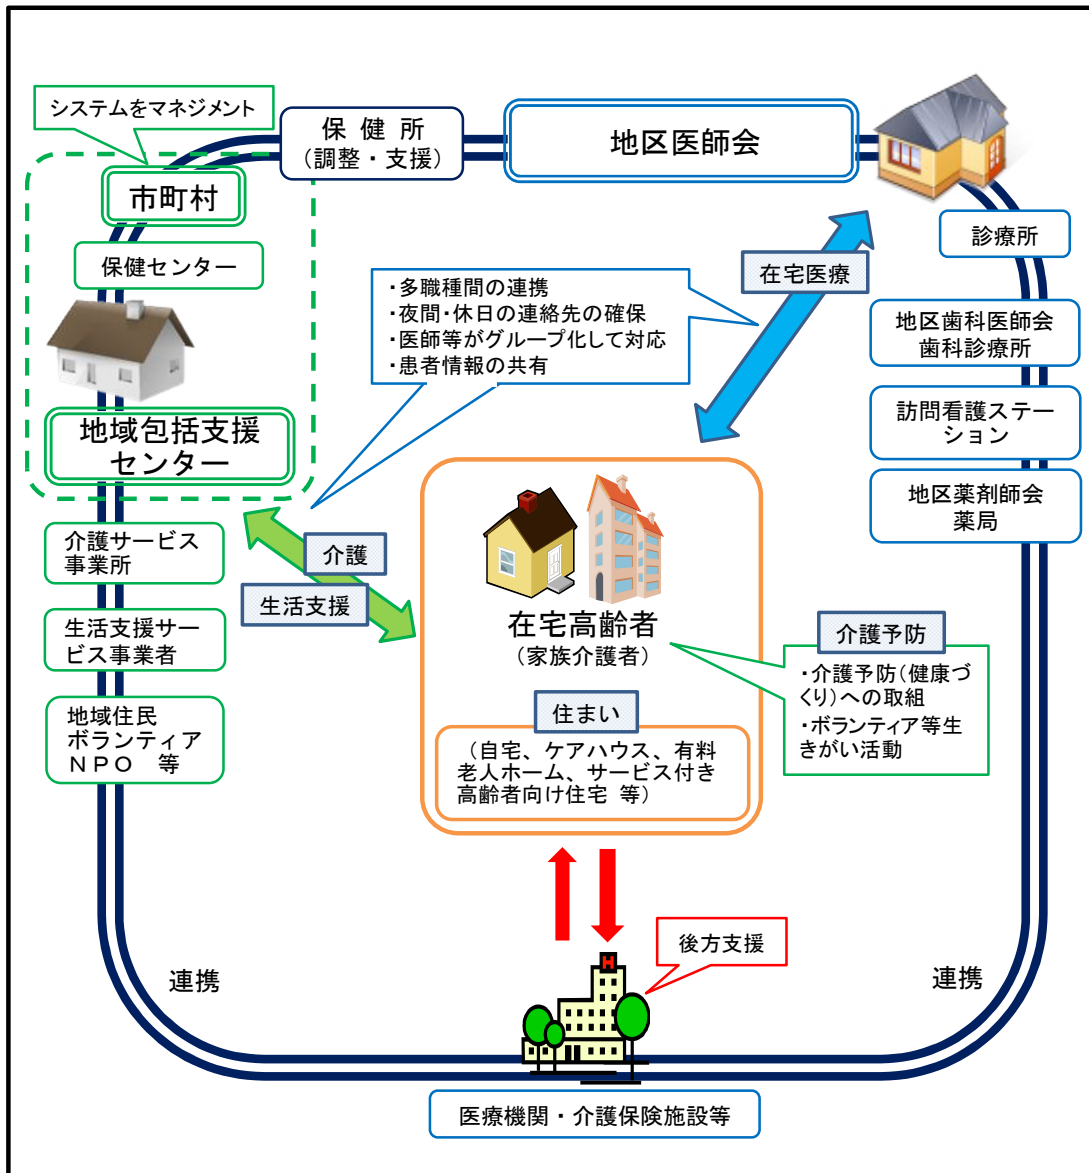 システムをマネジメント
保 健 所
（調整・支援）
地区医師会
市町村
保健センター
診療所
在宅医療
・多職種間の連携
・夜間・休日の連絡先の確保
・医師等がグループ化して対応
・患者情報の共有
地区歯科医師会
歯科診療所
訪問看護ステー
ション
地区薬剤師会
薬局
地域包括支援
センター
介護サービス
事業所
介護
生活支援
生活支援サー
ビス事業者
地域住民
ボランティア
ＮＰＯ　等
在宅高齢者
（家族介護者）
介護予防
・介護予防（健康づ
くり）への取組
・ボランティア等生
きがい活動
住まい
（自宅、ケアハウス、有料
老人ホーム、サービス付き
高齢者向け住宅 等）
後方支援
H
連携
連携
医療機関・介護保険施設等